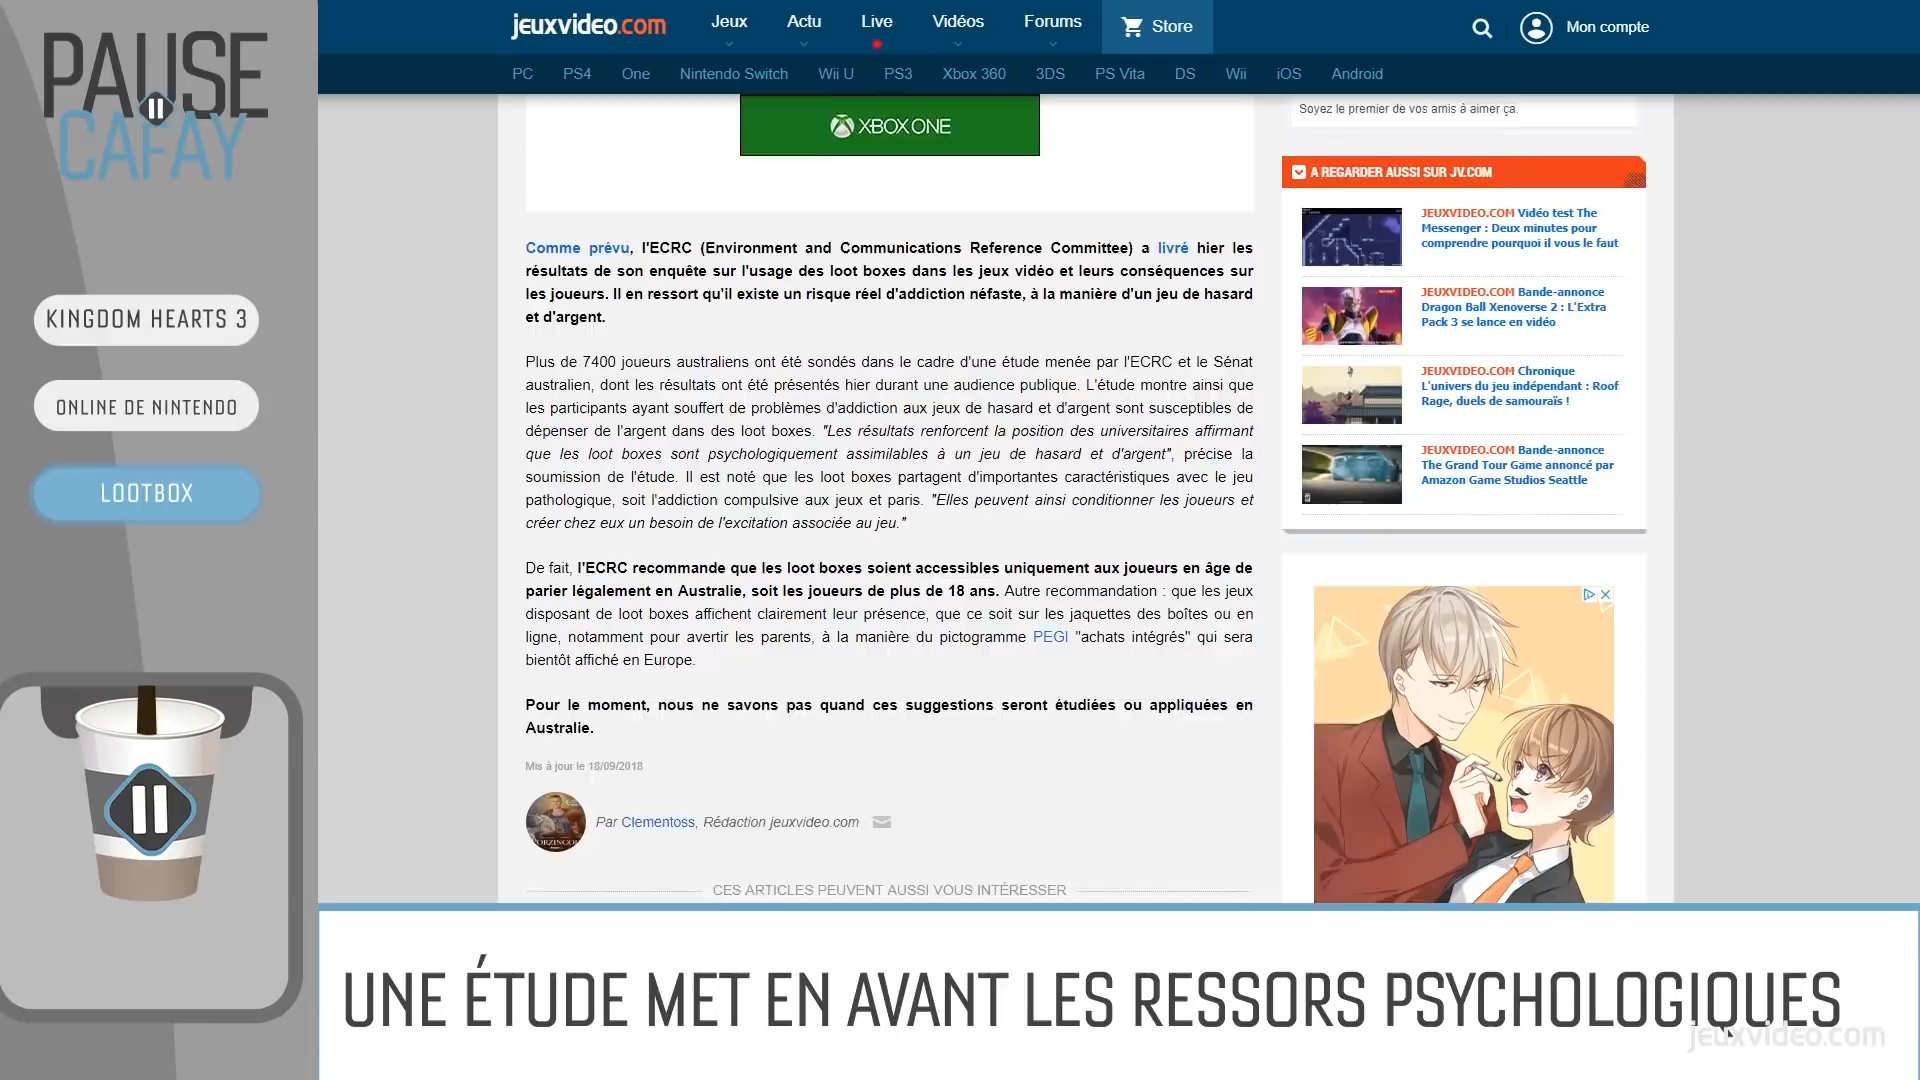 PAUSE
CAFAY
KINGDOM HEARTS 3
ONLINE DE NINTENDO
LOOTBOX
jeuxvideo.com
Jeux
Actu
Live
Vidéos
Forums
Store
Mon compte
PC
PS4
One
Nintendo Switch
Wii U
PS3
Xbox 360
3DS
PS Vita
DS
Wii
iOS
Android
XBOX ONE
Comme prévu, l'ECRC (Environment and Communications Reference Committee) a livré hier les
résultats de son enquête sur l'usage des loot boxes dans les jeux vidéo et leurs conséquences sur
les joueurs. Il en ressort qu'il existe un risque réel d'addiction néfaste, à la manière d'un jeu de hasard
et d'argent.
Plus de 7400 joueurs australiens ont été sondés dans le cadre d'une étude menée par l'ECRC et le Sénat
australien, dont les résultats ont été présentés hier durant une audience publique. L'étude montre ainsi que
les participants ayant souffert de problèmes d'addiction aux jeux de hasard et d'argent sont susceptibles de
dépenser de l'argent dans des loot boxes. "Les résultats renforcent la position des universitaires affirmant
que les loot boxes sont psychologiquement assimilables à un jeu de hasard et d'argent", précise la
soumission de l'étude. Il est noté que les loot boxes partagent d'importantes caractéristiques avec le jeu
pathologique, soit l'addiction compulsive aux jeux et paris. "Elles peuvent ainsi conditionner les joueurs et
créer chez eux un besoin de l'excitation associée au jeu."
De fait, l'ECRC recommande que les loot boxes soient accessibles uniquement aux joueurs en âge de
parier légalement en Australie, soit les joueurs de plus de 18 ans. Autre recommandation : que les jeux
disposant de loot boxes affichent clairement leur présence, que ce soit sur les jaquettes des boîtes ou en
ligne, notamment pour avertir les parents, à la manière du pictogramme PEGI "achats intégrés" qui sera
bientôt affiché en Europe.
Pour le moment, nous ne savons pas quand ces suggestions seront étudiées ou appliquées en
Australie.
Mis à jour le 18/09/2018
Par Clementoss, Rédaction jeuxvideo.com
CES ARTICLES PEUVENT AUSSI VOUS INTÉRESSER
Soyez le premier de vos amis à aimer ça.
A REGARDER AUSSI SUR JV.COM
JEUXVIDEO.COM Vidéo test The
Messenger : Deux minutes pour
comprendre pourquoi il vous le faut
JEUXVIDEO.COM Bande-annonce
Dragon Ball Xenoverse 2 : L'Extra
Pack 3 se lance en vidéo
JEUXVIDEO.COM Chronique
L'univers du jeu indépendant : Roof
Rage, duels de samouraïs !
JEUXVIDEO.COM Bande-annonce
The Grand Tour Game annoncé par
Amazon Game Studios Seattle
UNE ÉTUDE MET EN AVANT LES RESSORS PSYCHOLOGIQUES
jeuxvideo.com